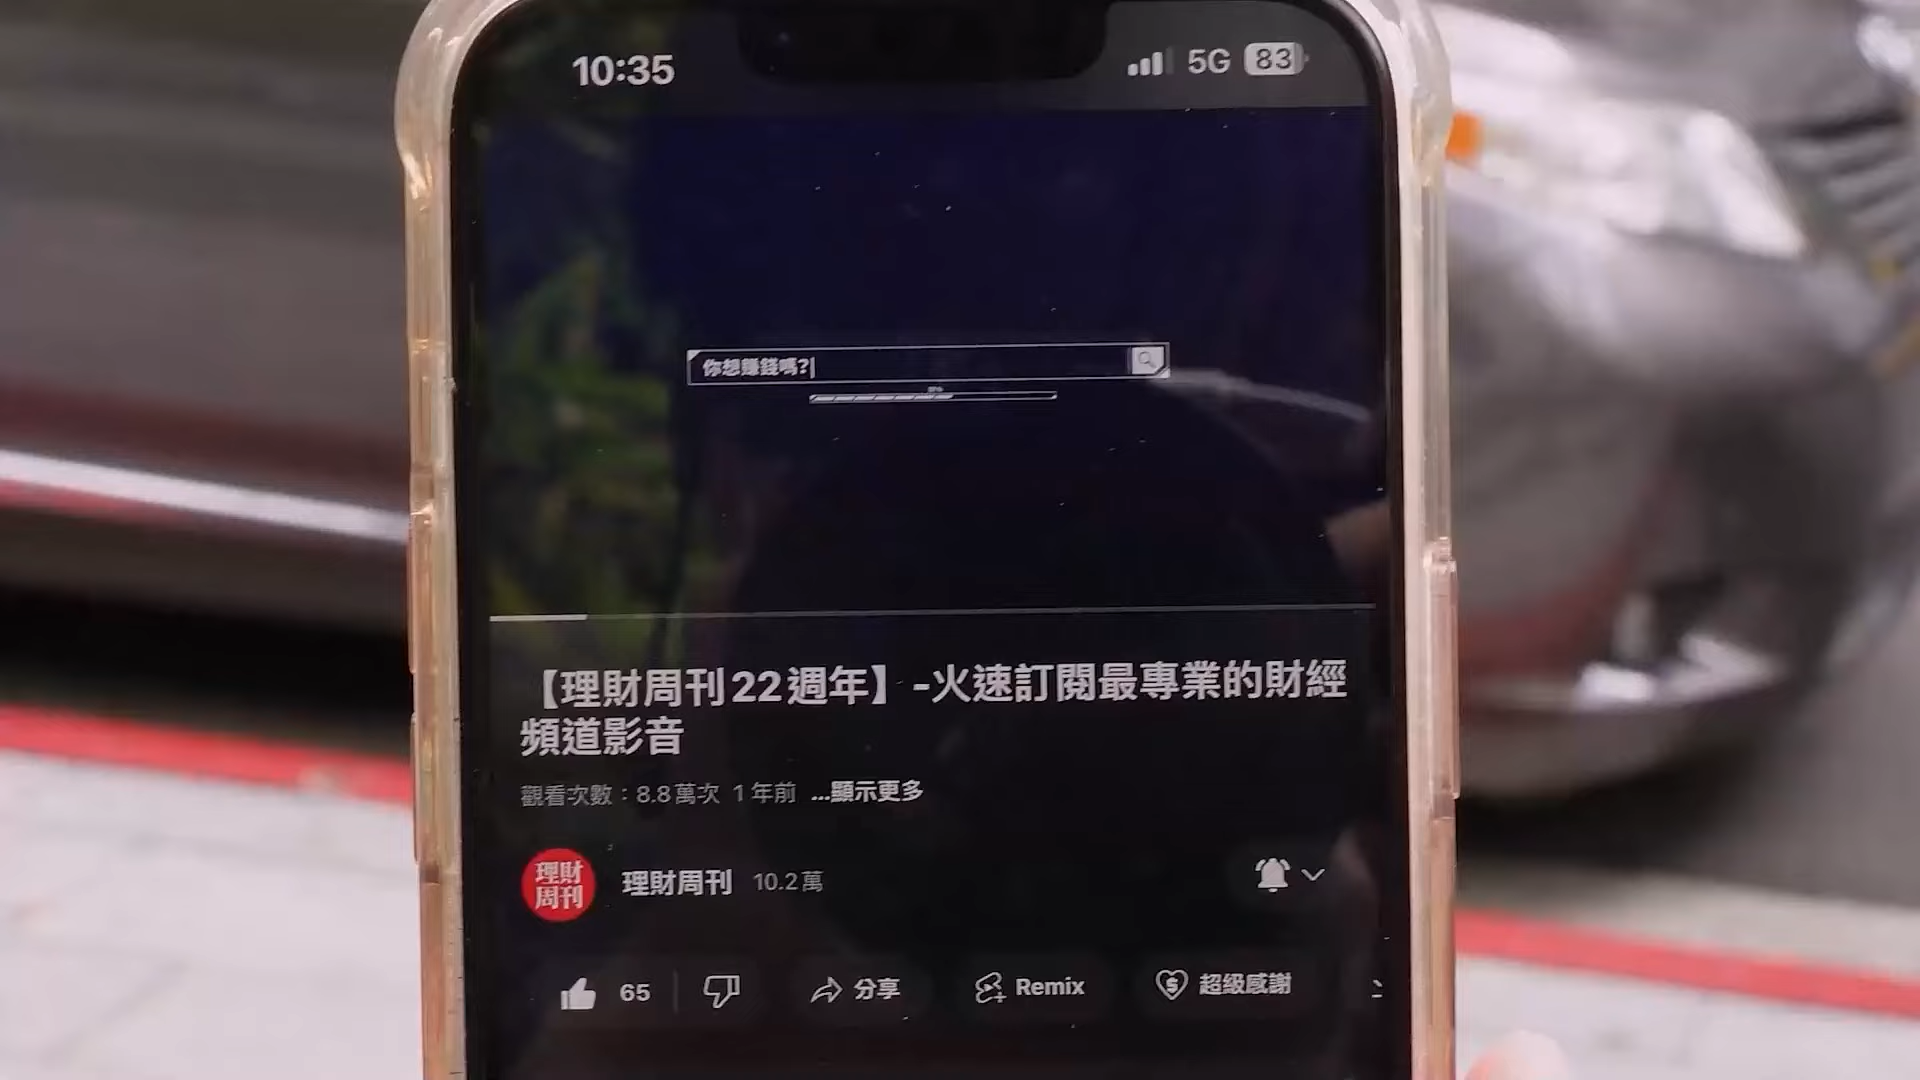 10:35
5G 83
你想賺錢嗎?
【理財周刊22週年】-火速訂閱最專業的財經
頻道影音
觀看次數：8.8萬次 1年前 ...顯示更多
理財
周刊
理財周刊 10.2萬
65 分享 Remix 超級感謝